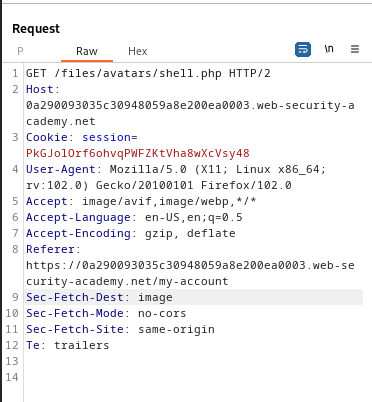 Request
P Raw Hex \n ≡
1 GET /files/avatars/shell.php HTTP/2
2 Host:
0a290093035c30948059a8e200ea0003.web-security-a
cademy.net
3 Cookie: session=
PkGJolOrf6ohvqPWFZKtVha8wXcVsy48
4 User-Agent: Mozilla/5.0 (X11; Linux x86_64;
rv:102.0) Gecko/20100101 Firefox/102.0
5 Accept: image/avif,image/webp,*/*
6 Accept-Language: en-US,en;q=0.5
7 Accept-Encoding: gzip, deflate
8 Referer:
https://0a290093035c30948059a8e200ea0003.web-se
curity-academy.net/my-account
9 Sec-Fetch-Dest: image
10 Sec-Fetch-Mode: no-cors
11 Sec-Fetch-Site: same-origin
12 Te: trailers
13
14